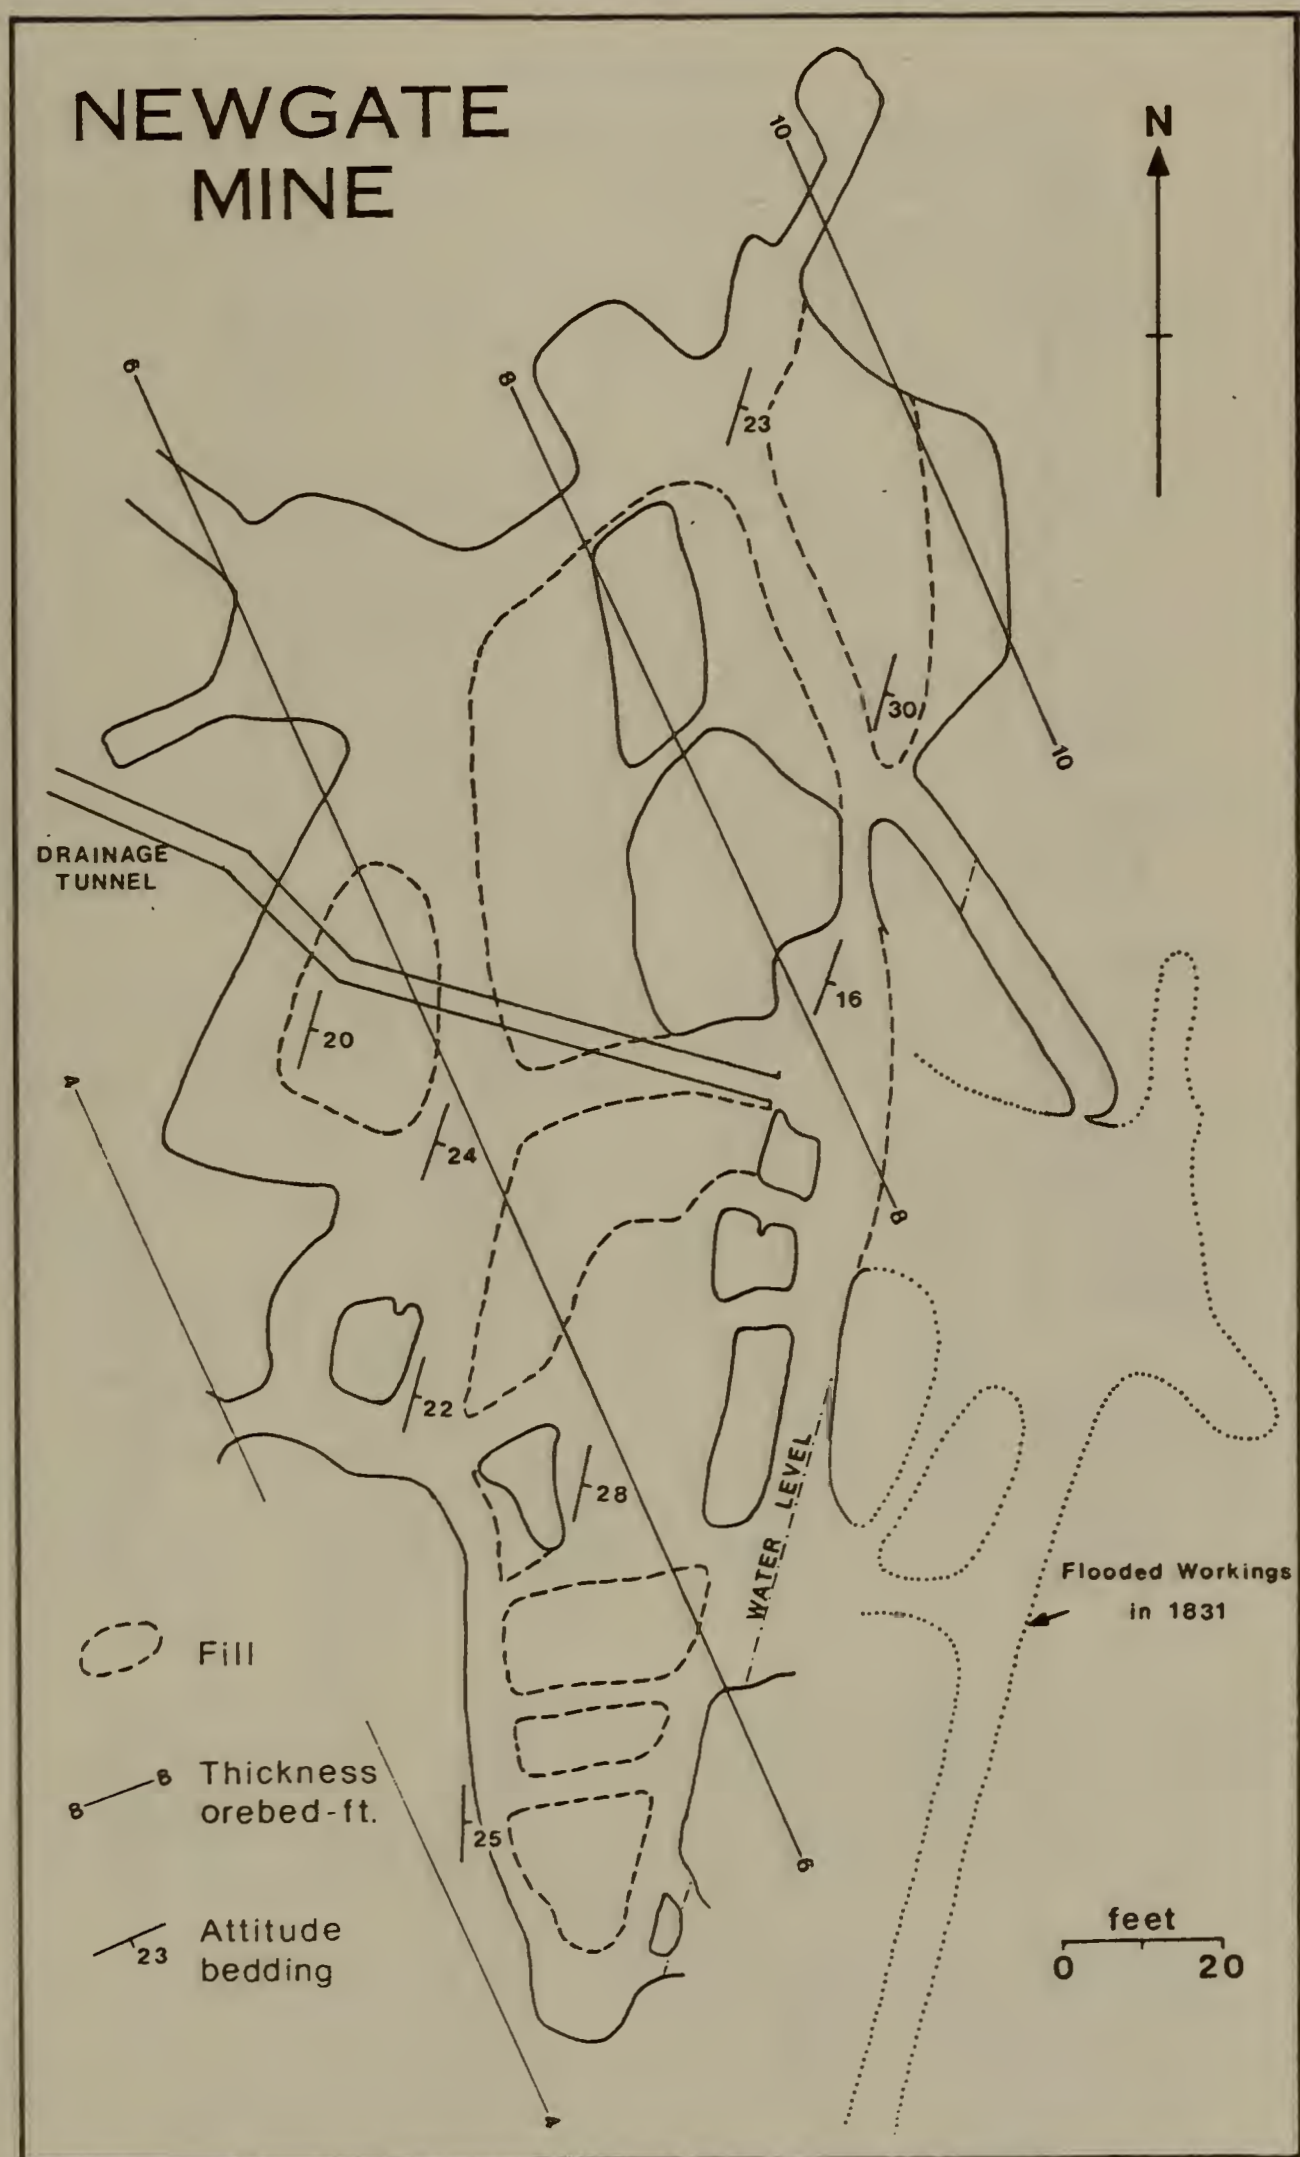 NEWGATE
MINE
N
10
6
8
23
30
10
DRAINAGE
TUNNEL
16
20
4
24
8
22
28
WATER LEVEL
Flooded Workings
in 1831
Fill
8 8 Thickness
orebed-ft.
25
6
23 Attitude
bedding
feet
0 20
4